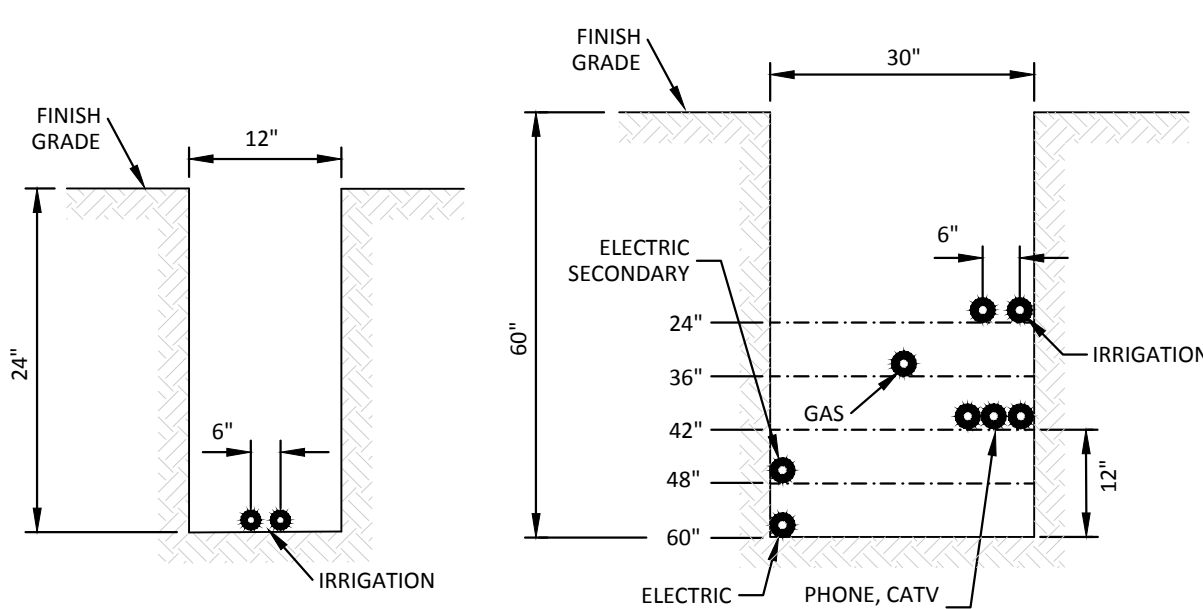 FINISH
GRADE
12"
24"
6"
IRRIGATION
FINISH
GRADE
30"
60"
ELECTRIC
SECONDARY
6"
24"
IRRIGATION
36"
GAS
42"
48"
12"
60"
ELECTRIC
PHONE, CATV